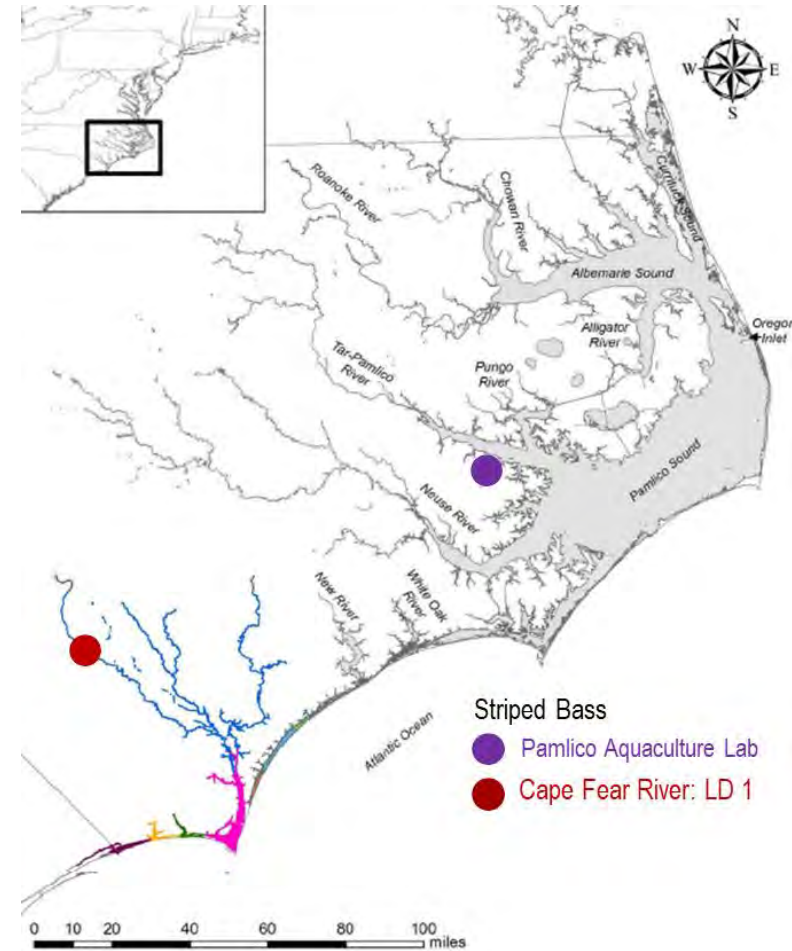 N
W E
S
Roanoke River
Chowan River
Currituck Sound
Albemarle Sound
Oregon
Inlet
Alligator
River
Tar-Pamlico
River
Pungo
River
Pamlico Sound
Neuse River
New River
White Oak
River
Atlantic Ocean
Striped Bass
Pamlico Aquaculture Lab
Cape Fear River: LD 1
0 10 20 40 60 80 100
miles